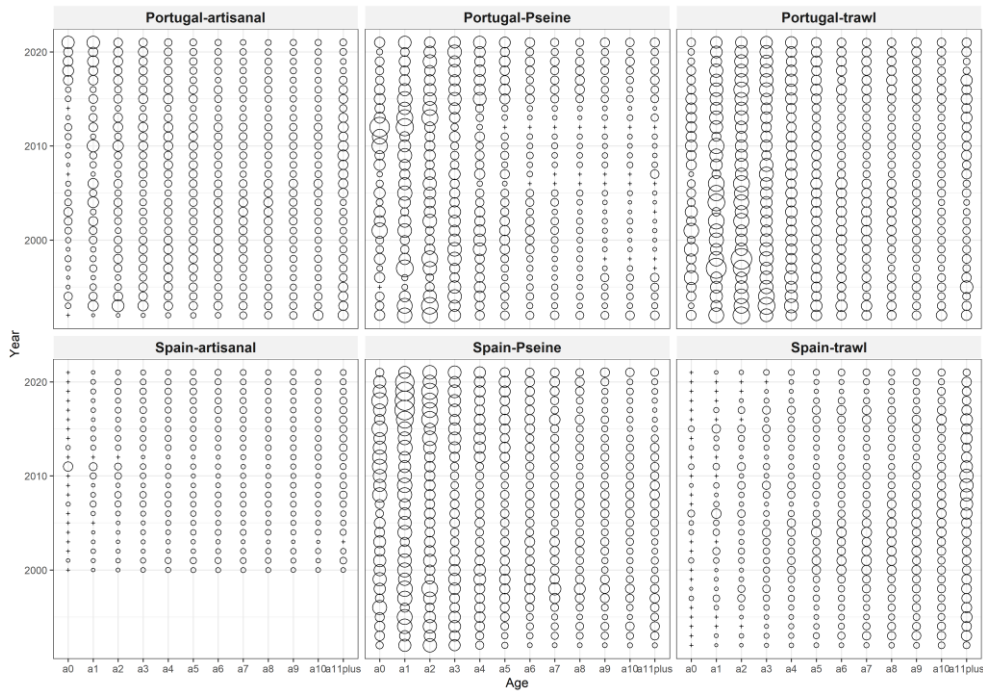 Portugal-artisanal Portugal-Pseine Portugal-trawl
2020
2010
2000
Year
Spain-artisanal Spain-Pseine Spain-trawl
2020
2010
2000
a0 a1 a2 a3 a4 a5 a6 a7 a8 a9 a10 a11plus a0 a1 a2 a3 a4 a5 a6 a7 a8 a9 a10 a11plus a0 a1 a2 a3 a4 a5 a6 a7 a8 a9 a10 a11plus
Age